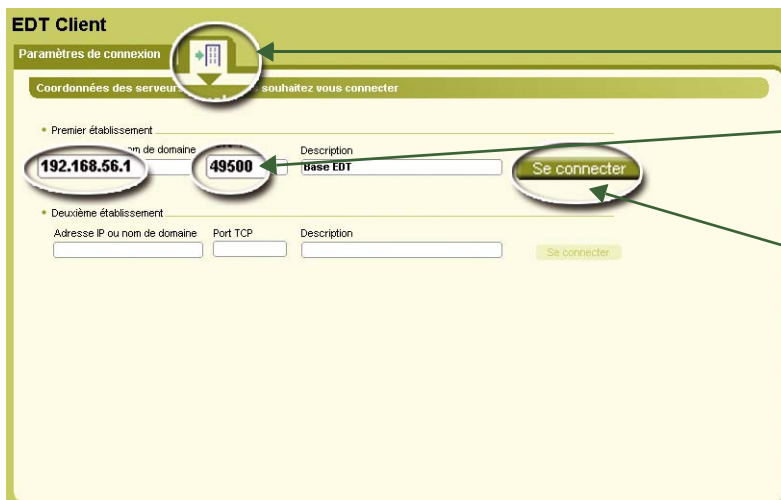 EDT Client
Paramètres de connexion
Coordonnées des serveurs souhaitez vous connecter
Premier établissement
de domaine Description
192.168.56.1 49500 Base EDT Se connecter
Deuxième établissement
Adresse IP ou nom de domaine Port TCP Description
Se connecter